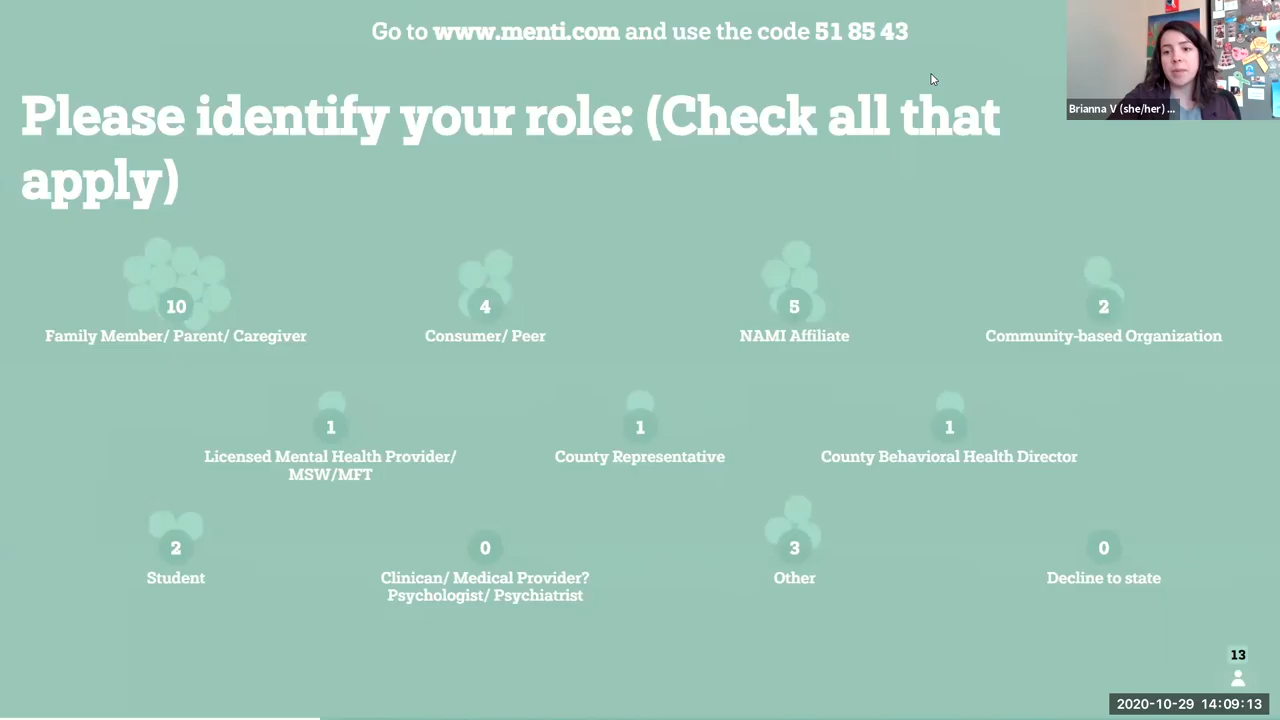 Go to www.menti.com and use the code 51 85 43
Brianna V (she/her) ...
Please identify your role: (Check all that
apply)
10
4
5
2
Family Member/ Parent/ Caregiver
Consumer/ Peer
NAMI Affiliate
Community-based Organization
1
1
1
Licensed Mental Health Provider/
MSW/MFT
County Representative
County Behavioral Health Director
2
0
3
0
Student
Clinican/ Medical Provider?
Psychologist/ Psychiatrist
Other
Decline to state
13
2020-10-29 14:09:13